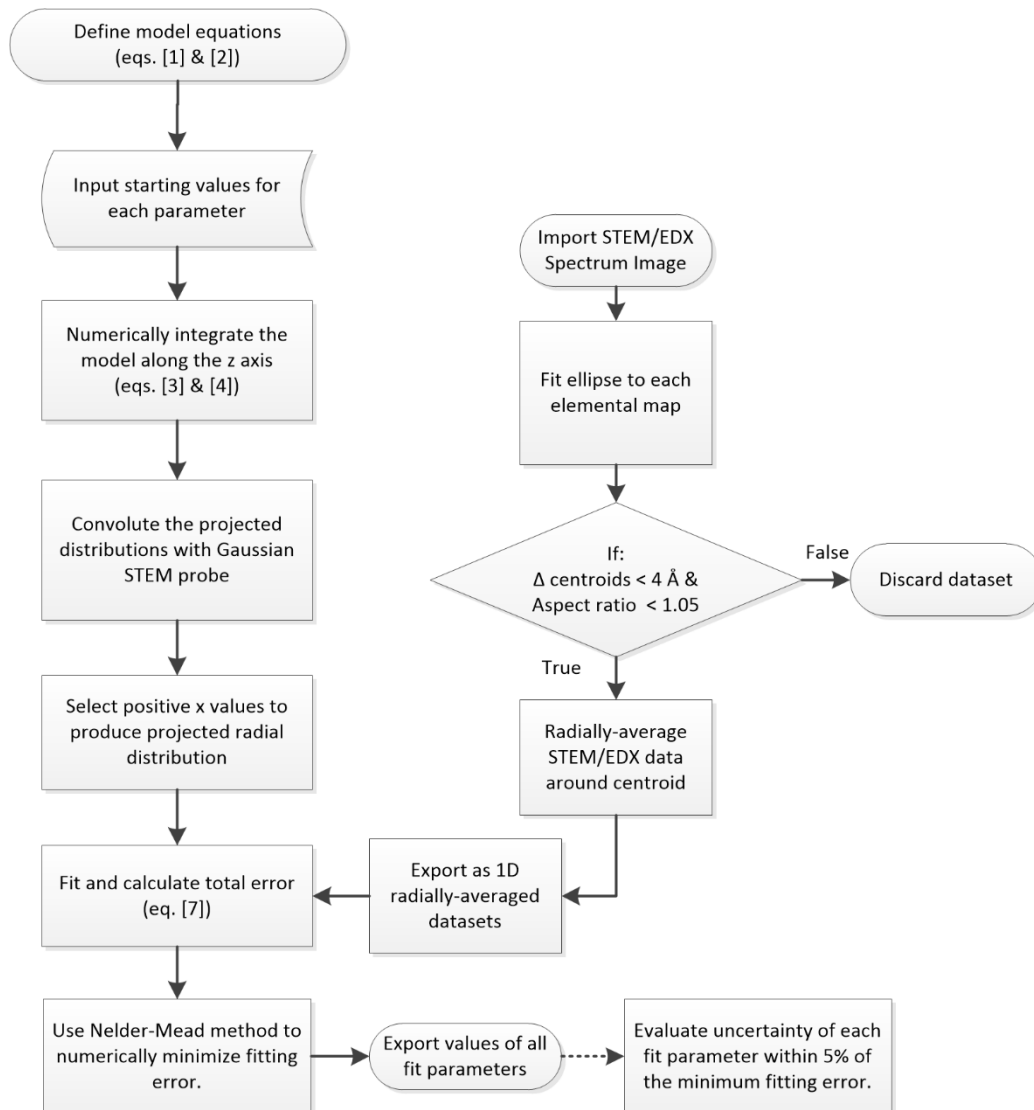 Define model equations
(eqs. [1] & [2])
Input starting values for
each parameter
Numerically integrate the
model along the z axis
(eqs. [3] & [4])
Convolute the projected
distributions with Gaussian
STEM probe
Select positive x values to
produce projected radial
distribution
Fit and calculate total error
(eq. [7])
Use Nelder-Mead method to
numerically minimize fitting
error.
Import STEM/EDX
Spectrum Image
Fit ellipse to each
elemental map
If:
Δ centroids < 4 Å &
Aspect ratio < 1.05
False
Discard dataset
True
Radially-average
STEM/EDX data
around centroid
Export as 1D
radially-averaged
datasets
Export values of all
fit parameters
Evaluate uncertainty of each
fit parameter within 5% of
the minimum fitting error.